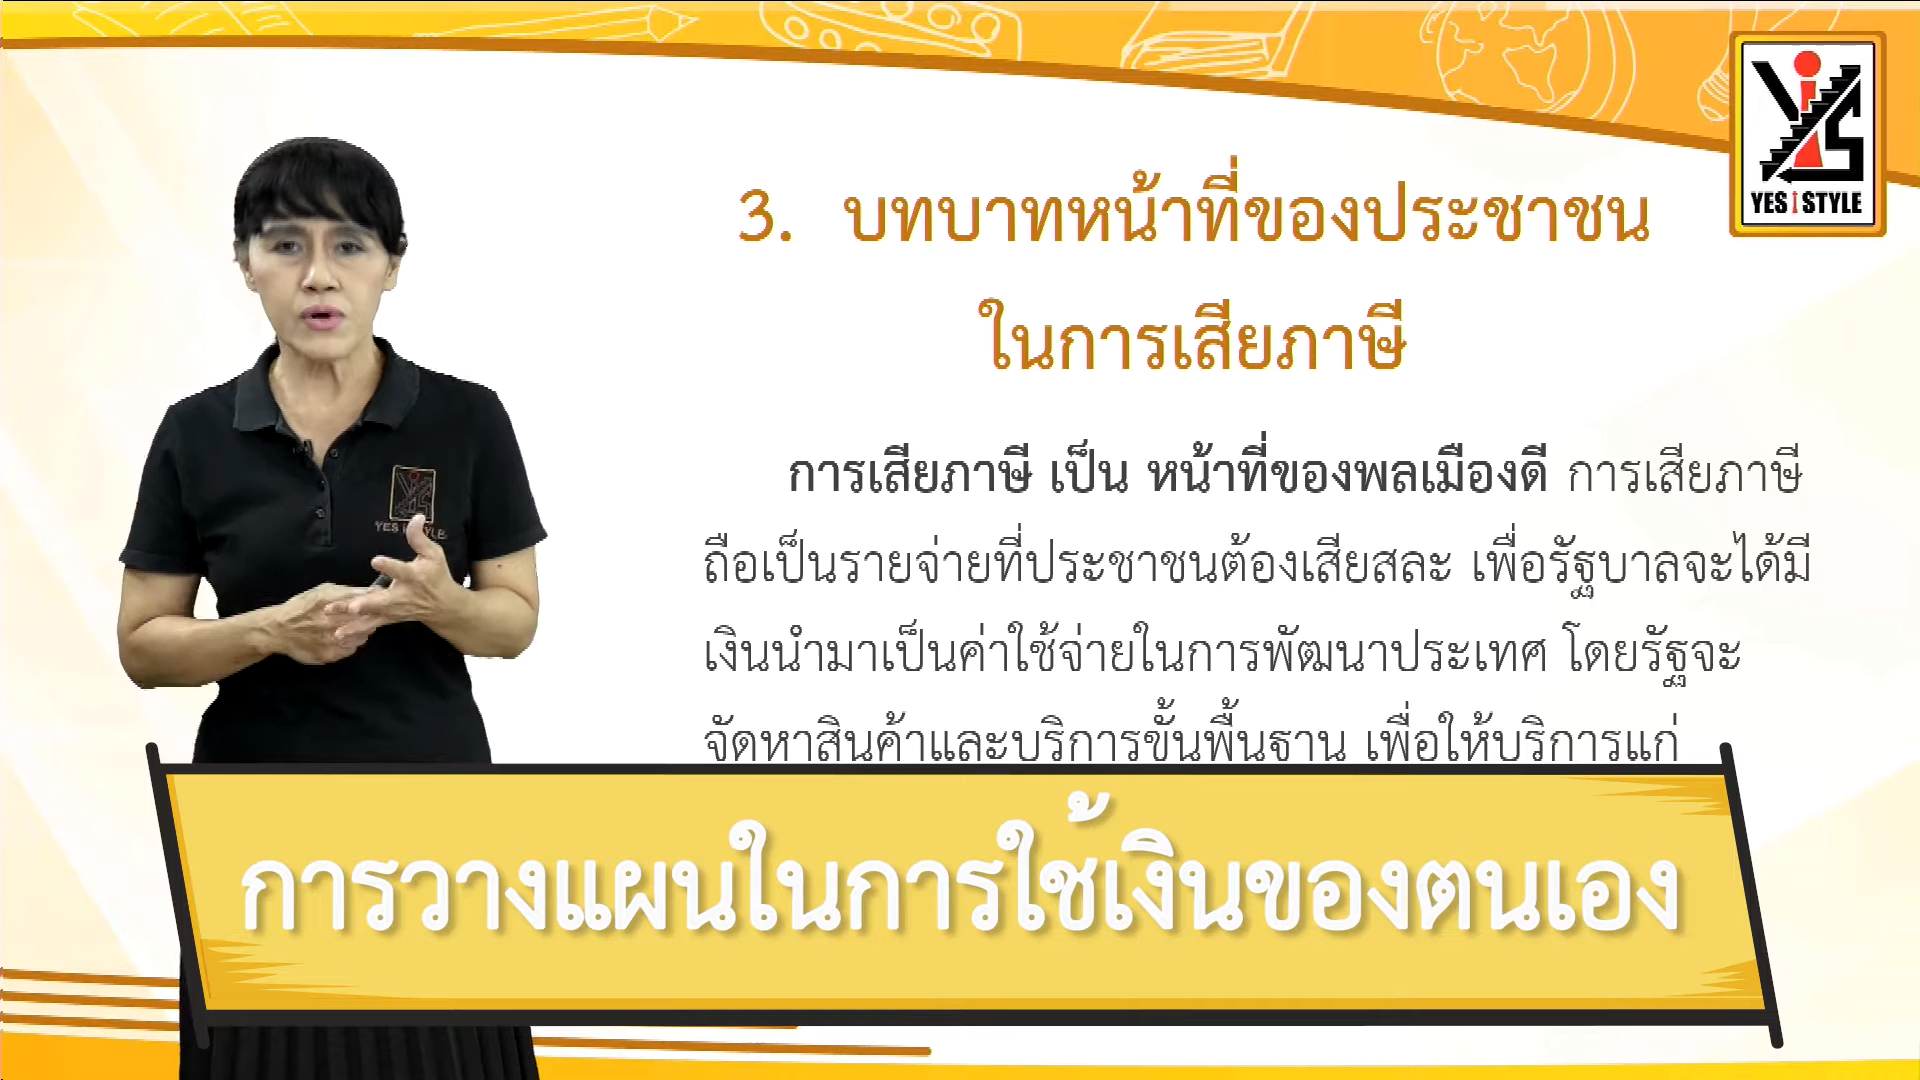 3. บทบาทหน้าที่ของประชาชน
ในการเสียภาษี
การเสียภาษี เป็น หน้าที่ของพลเมืองดี การเสียภาษี
ถือเป็นรายจ่ายที่ประชาชนต้องเสียสละ เพื่อรัฐบาลจะได้มี
เงินนำมาเป็นค่าใช้จ่ายในการพัฒนาประเทศ โดยรัฐจะ
จัดหาสินค้าและบริการขั้นพื้นฐาน เพื่อให้บริการแก่
การวางแผนในการใช้เงินของตนเอง
YiS
YES i STYLE
YES i STYLE